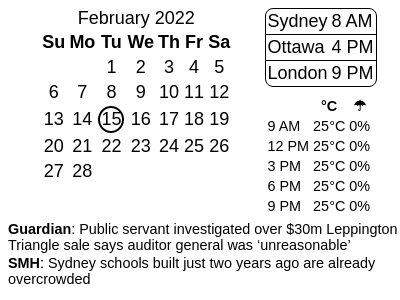 February 2022
Su Mo Tu We Th Fr Sa
1 2 3 4 5
6 7 8 9 10 11 12
13 14 15 16 17 18 19
20 21 22 23 24 25 26
27 28
Sydney 8 AM
Ottawa 4 PM
London 9 PM
°C ☂
9 AM 25°C 0%
12 PM 25°C 0%
3 PM 25°C 0%
6 PM 25°C 0%
9 PM 25°C 0%
Guardian: Public servant investigated over $30m Leppington
Triangle sale says auditor general was ‘unreasonable’
SMH: Sydney schools built just two years ago are already
overcrowded